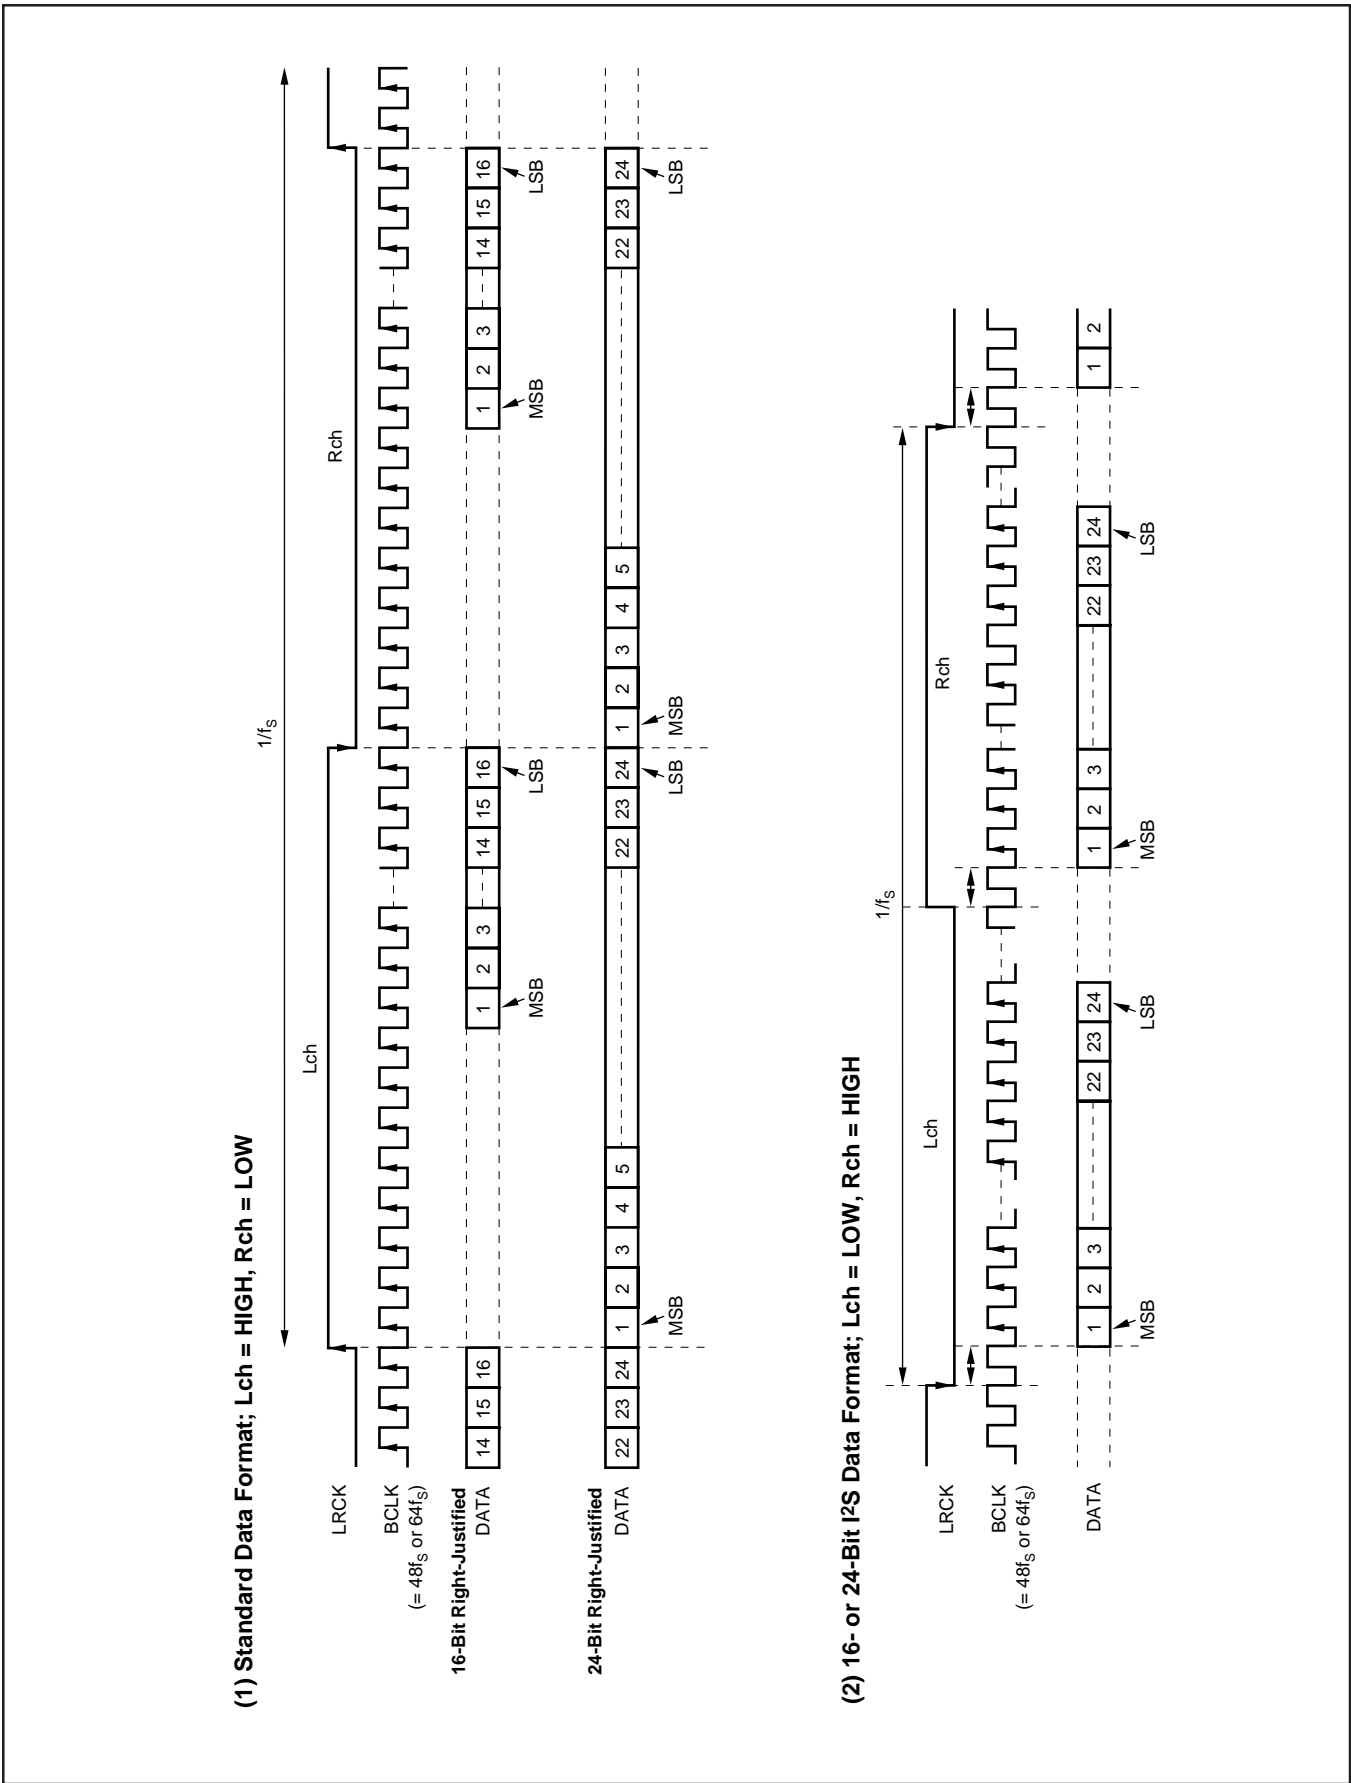 (1) Standard Data Format; Lch = HIGH, Rch = LOW
1/fS
Lch Rch
LRCK
BCLK
(= 48fS or 64fS)
16-Bit Right-Justified
DATA 14 15 16 1 2 3 14 15 16 1 2 3 14 15 16
MSB LSB MSB LSB
24-Bit Right-Justified
DATA 22 23 24 1 2 3 4 5 22 23 24 1 2 3 4 5 22 23 24
MSB LSB MSB LSB
(2) 16- or 24-Bit I²S Data Format; Lch = LOW, Rch = HIGH
1/fS
Lch Rch
LRCK
BCLK
(= 48fS or 64fS)
DATA 1 2 3 22 23 24 1 2 3 22 23 24 1 2
MSB LSB MSB LSB